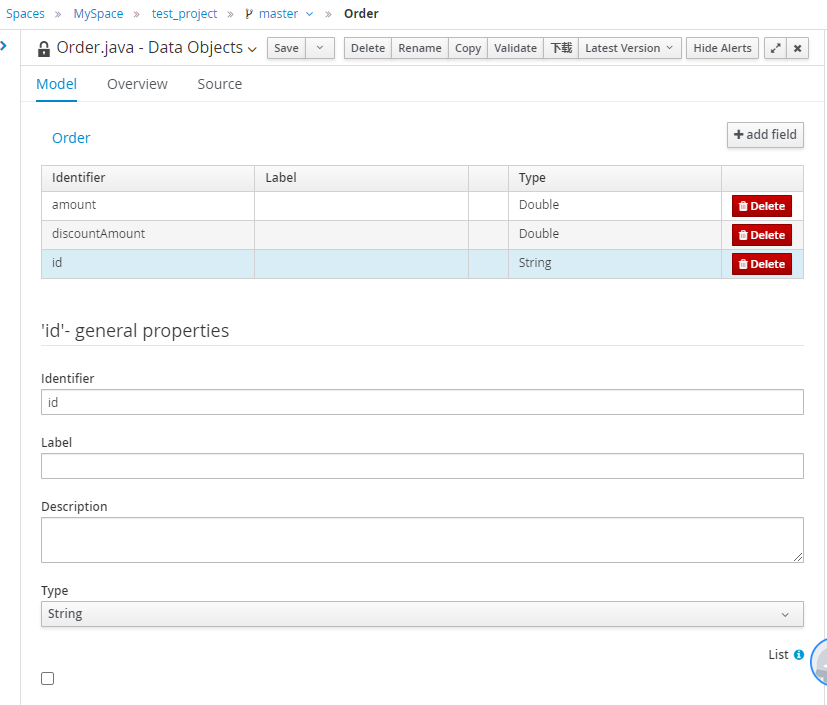 Spaces » MySpace » test_project » master » Order
Order.java - Data Objects Save Delete Rename Copy Validate 下载 Latest Version Hide Alerts
Model Overview Source
Order add field
Identifier Label Type
amount Double Delete
discountAmount Double Delete
id String Delete
'id'- general properties
Identifier
id
Label
Description
Type
String
List